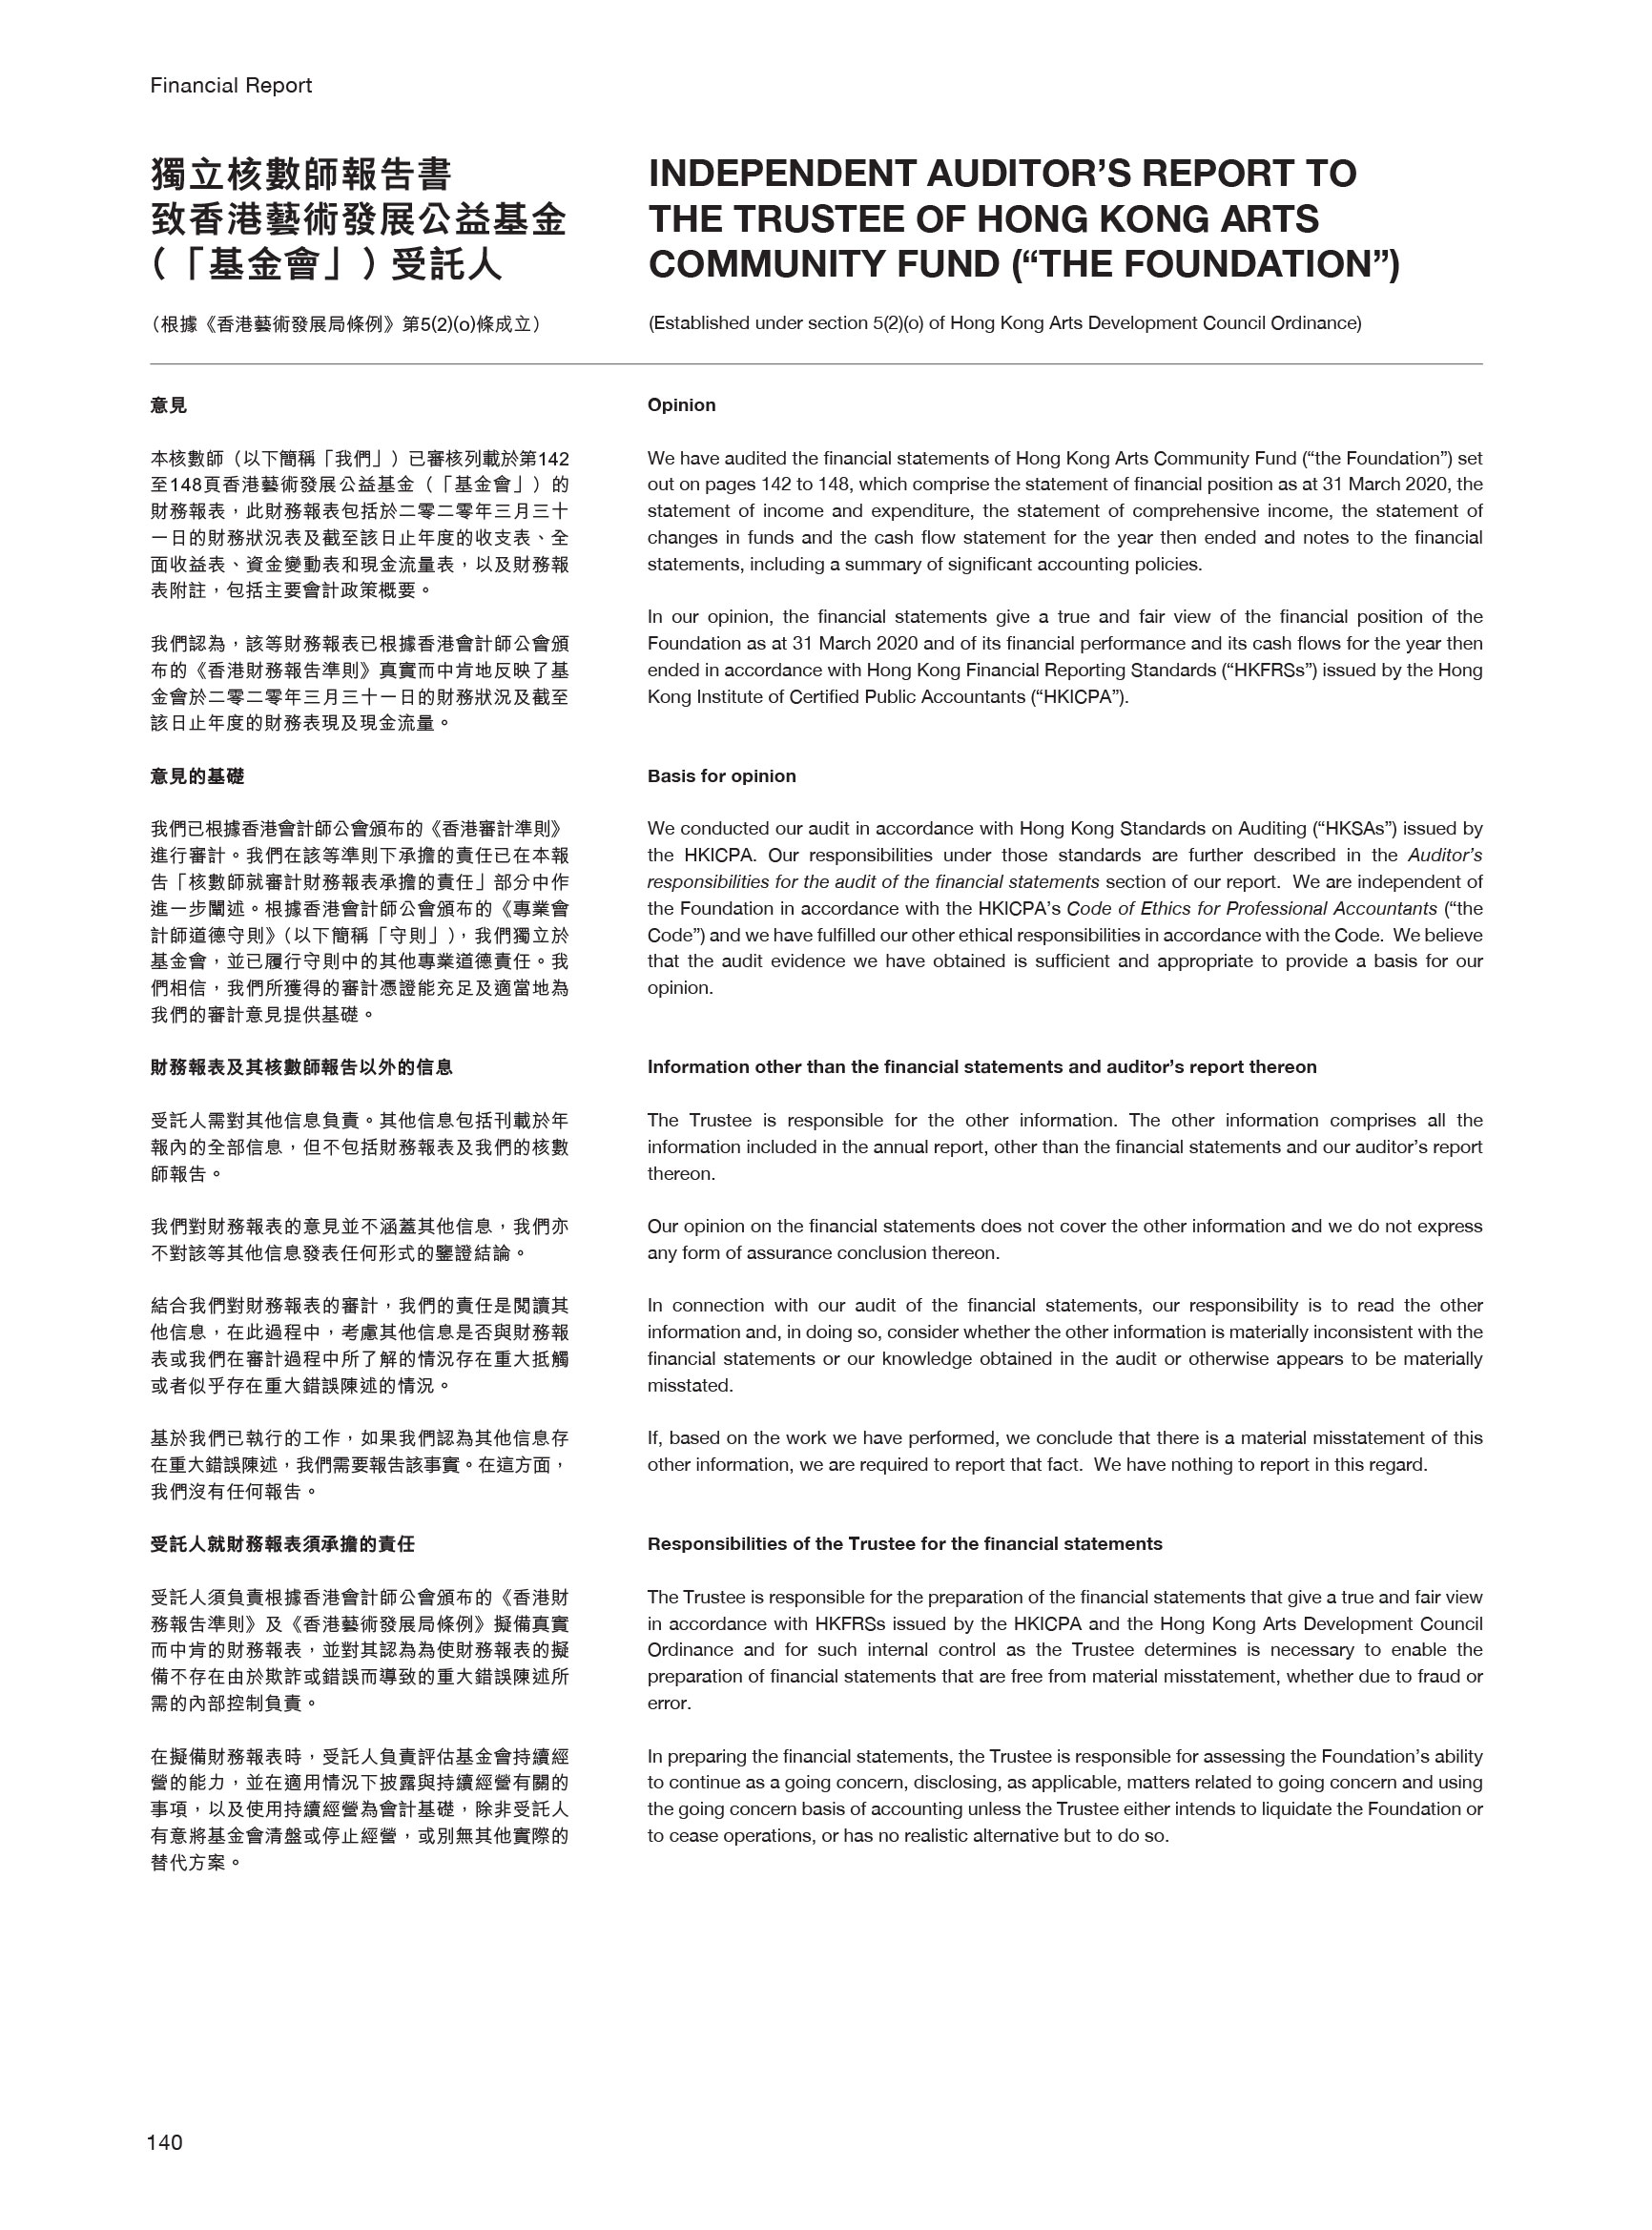 Financial Report
獨立核數師報告書
致香港藝術發展公益基金
（「基金會」）受託人
（根據《香港藝術發展局條例》第5(2)(o)條成立）
INDEPENDENT AUDITOR’S REPORT TO
THE TRUSTEE OF HONG KONG ARTS
COMMUNITY FUND (“THE FOUNDATION”)
(Established under section 5(2)(o) of Hong Kong Arts Development Council Ordinance)
意見
本核數師（以下簡稱「我們」）已審核列載於第142
至148頁香港藝術發展公益基金（「基金會」）的
財務報表，此財務報表包括於二零二零年三月三十
一日的財務狀況表及截至該日止年度的收支表、全
面收益表、資金變動表和現金流量表，以及財務報
表附註，包括主要會計政策概要。
我們認為，該等財務報表已根據香港會計師公會頒
布的《香港財務報告準則》真實而中肯地反映了基
金會於二零二零年三月三十一日的財務狀況及截至
該日止年度的財務表現及現金流量。
意見的基礎
我們已根據香港會計師公會頒布的《香港審計準則》
進行審計。我們在該等準則下承擔的責任已在本報
告「核數師就審計財務報表承擔的責任」部分中作
進一步闡述。根據香港會計師公會頒布的《專業會
計師道德守則》（以下簡稱「守則」），我們獨立於
基金會，並已履行守則中的其他專業道德責任。我
們相信，我們所獲得的審計憑證能充足及適當地為
我們的審計意見提供基礎。
財務報表及其核數師報告以外的信息
受託人需對其他信息負責。其他信息包括刊載於年
報內的全部信息，但不包括財務報表及我們的核數
師報告。
我們對財務報表的意見並不涵蓋其他信息，我們亦
不對該等其他信息發表任何形式的鑒證結論。
結合我們對財務報表的審計，我們的責任是閱讀其
他信息，在此過程中，考慮其他信息是否與財務報
表或我們在審計過程中所了解的情況存在重大抵觸
或者似乎存在重大錯誤陳述的情況。
基於我們已執行的工作，如果我們認為其他信息存
在重大錯誤陳述，我們需要報告該事實。在這方面，
我們沒有任何報告。
受託人就財務報表須承擔的責任
受託人須負責根據香港會計師公會頒布的《香港財
務報告準則》及《香港藝術發展局條例》擬備真實
而中肯的財務報表，並對其認為為使財務報表的擬
備不存在由於欺詐或錯誤而導致的重大錯誤陳述所
需的內部控制負責。
在擬備財務報表時，受託人負責評估基金會持續經
營的能力，並在適用情況下披露與持續經營有關的
事項，以及使用持續經營為會計基礎，除非受託人
有意將基金會清盤或停止經營，或別無其他實際的
替代方案。
Opinion
We have audited the financial statements of Hong Kong Arts Community Fund (“the Foundation”) set
out on pages 142 to 148, which comprise the statement of financial position as at 31 March 2020, the
statement of income and expenditure, the statement of comprehensive income, the statement of
changes in funds and the cash flow statement for the year then ended and notes to the financial
statements, including a summary of significant accounting policies.
In our opinion, the financial statements give a true and fair view of the financial position of the
Foundation as at 31 March 2020 and of its financial performance and its cash flows for the year then
ended in accordance with Hong Kong Financial Reporting Standards (“HKFRSs”) issued by the Hong
Kong Institute of Certified Public Accountants (“HKICPA”).
Basis for opinion
We conducted our audit in accordance with Hong Kong Standards on Auditing (“HKSAs”) issued by
the HKICPA. Our responsibilities under those standards are further described in the Auditor’s
responsibilities for the audit of the financial statements section of our report. We are independent of
the Foundation in accordance with the HKICPA’s Code of Ethics for Professional Accountants (“the
Code”) and we have fulfilled our other ethical responsibilities in accordance with the Code. We believe
that the audit evidence we have obtained is sufficient and appropriate to provide a basis for our
opinion.
Information other than the financial statements and auditor’s report thereon
The Trustee is responsible for the other information. The other information comprises all the
information included in the annual report, other than the financial statements and our auditor’s report
thereon.
Our opinion on the financial statements does not cover the other information and we do not express
any form of assurance conclusion thereon.
In connection with our audit of the financial statements, our responsibility is to read the other
information and, in doing so, consider whether the other information is materially inconsistent with the
financial statements or our knowledge obtained in the audit or otherwise appears to be materially
misstated.
If, based on the work we have performed, we conclude that there is a material misstatement of this
other information, we are required to report that fact. We have nothing to report in this regard.
Responsibilities of the Trustee for the financial statements
The Trustee is responsible for the preparation of the financial statements that give a true and fair view
in accordance with HKFRSs issued by the HKICPA and the Hong Kong Arts Development Council
Ordinance and for such internal control as the Trustee determines is necessary to enable the
preparation of financial statements that are free from material misstatement, whether due to fraud or
error.
In preparing the financial statements, the Trustee is responsible for assessing the Foundation’s ability
to continue as a going concern, disclosing, as applicable, matters related to going concern and using
the going concern basis of accounting unless the Trustee either intends to liquidate the Foundation or
to cease operations, or has no realistic alternative but to do so.
140